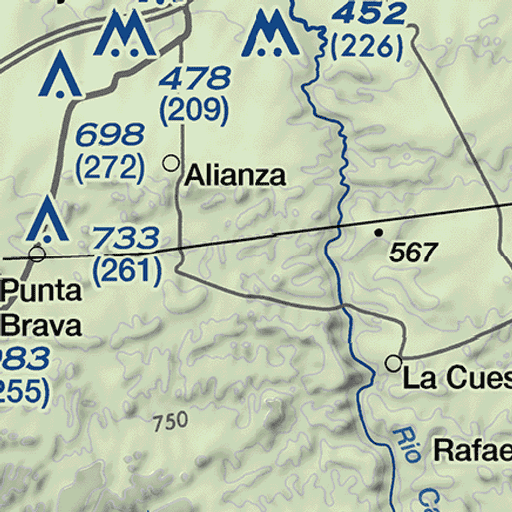 452
(226)
478
(209)
698
(272)
Alianza
733
(261)
567
Punta
Brava
983
255)
La Cues
750
Rio
Ca
Rafae